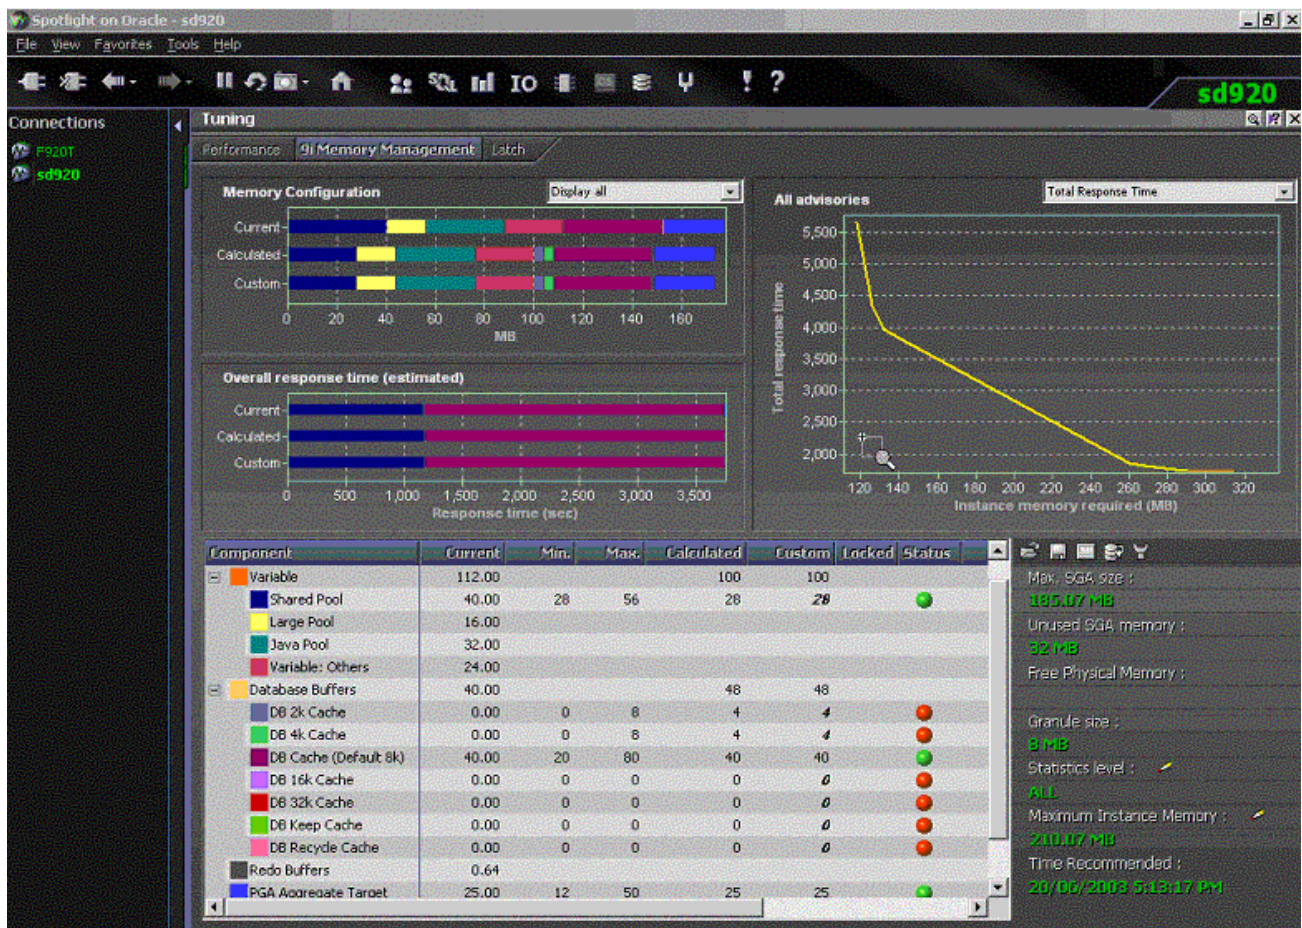 Spotlight on Oracle - sd920
File View Favorites Tools Help
SQL IO
sd920
Connections
F920T
sd920
Tuning
Performance 9i Memory Management Latch
Memory Configuration Display all
Current
Calculated
Custom
0 20 40 60 80 100 120 140 160
MB
Overall response time (estimated)
Current
Calculated
Custom
0 500 1,000 1,500 2,000 2,500 3,000 3,500
Response time (sec)
All advisories Total Response Time
5,500
5,000
4,500
4,000
3,500
3,000
2,500
2,000
Total response time
120 140 160 180 200 220 240 260 280 300 320
Instance memory required (MB)
Component Current Min. Max. Calculated Custom Locked Status
Variable 112.00 100 100
Shared Pool 40.00 28 56 28 28
Large Pool 16.00
Java Pool 32.00
Variable: Others 24.00
Database Buffers 40.00 48 48
DB 2k Cache 0.00 0 8 4 4
DB 4k Cache 0.00 0 8 4 4
DB Cache (Default 8k) 40.00 20 80 40 40
DB 16k Cache 0.00 0 0 0 0
DB 32k Cache 0.00 0 0 0 0
DB Keep Cache 0.00 0 0 0 0
DB Recycle Cache 0.00 0 0 0 0
Redo Buffers 0.64
PGA Aggregate Target 25.00 12 50 25 25
Max. SGA size :
185.07 MB
Unused SGA memory :
32 MB
Free Physical Memory :
Granule size :
8 MB
Statistics level :
ALL
Maximum Instance Memory :
210.07 MB
Time Recommended :
20/06/2003 5:13:17 PM